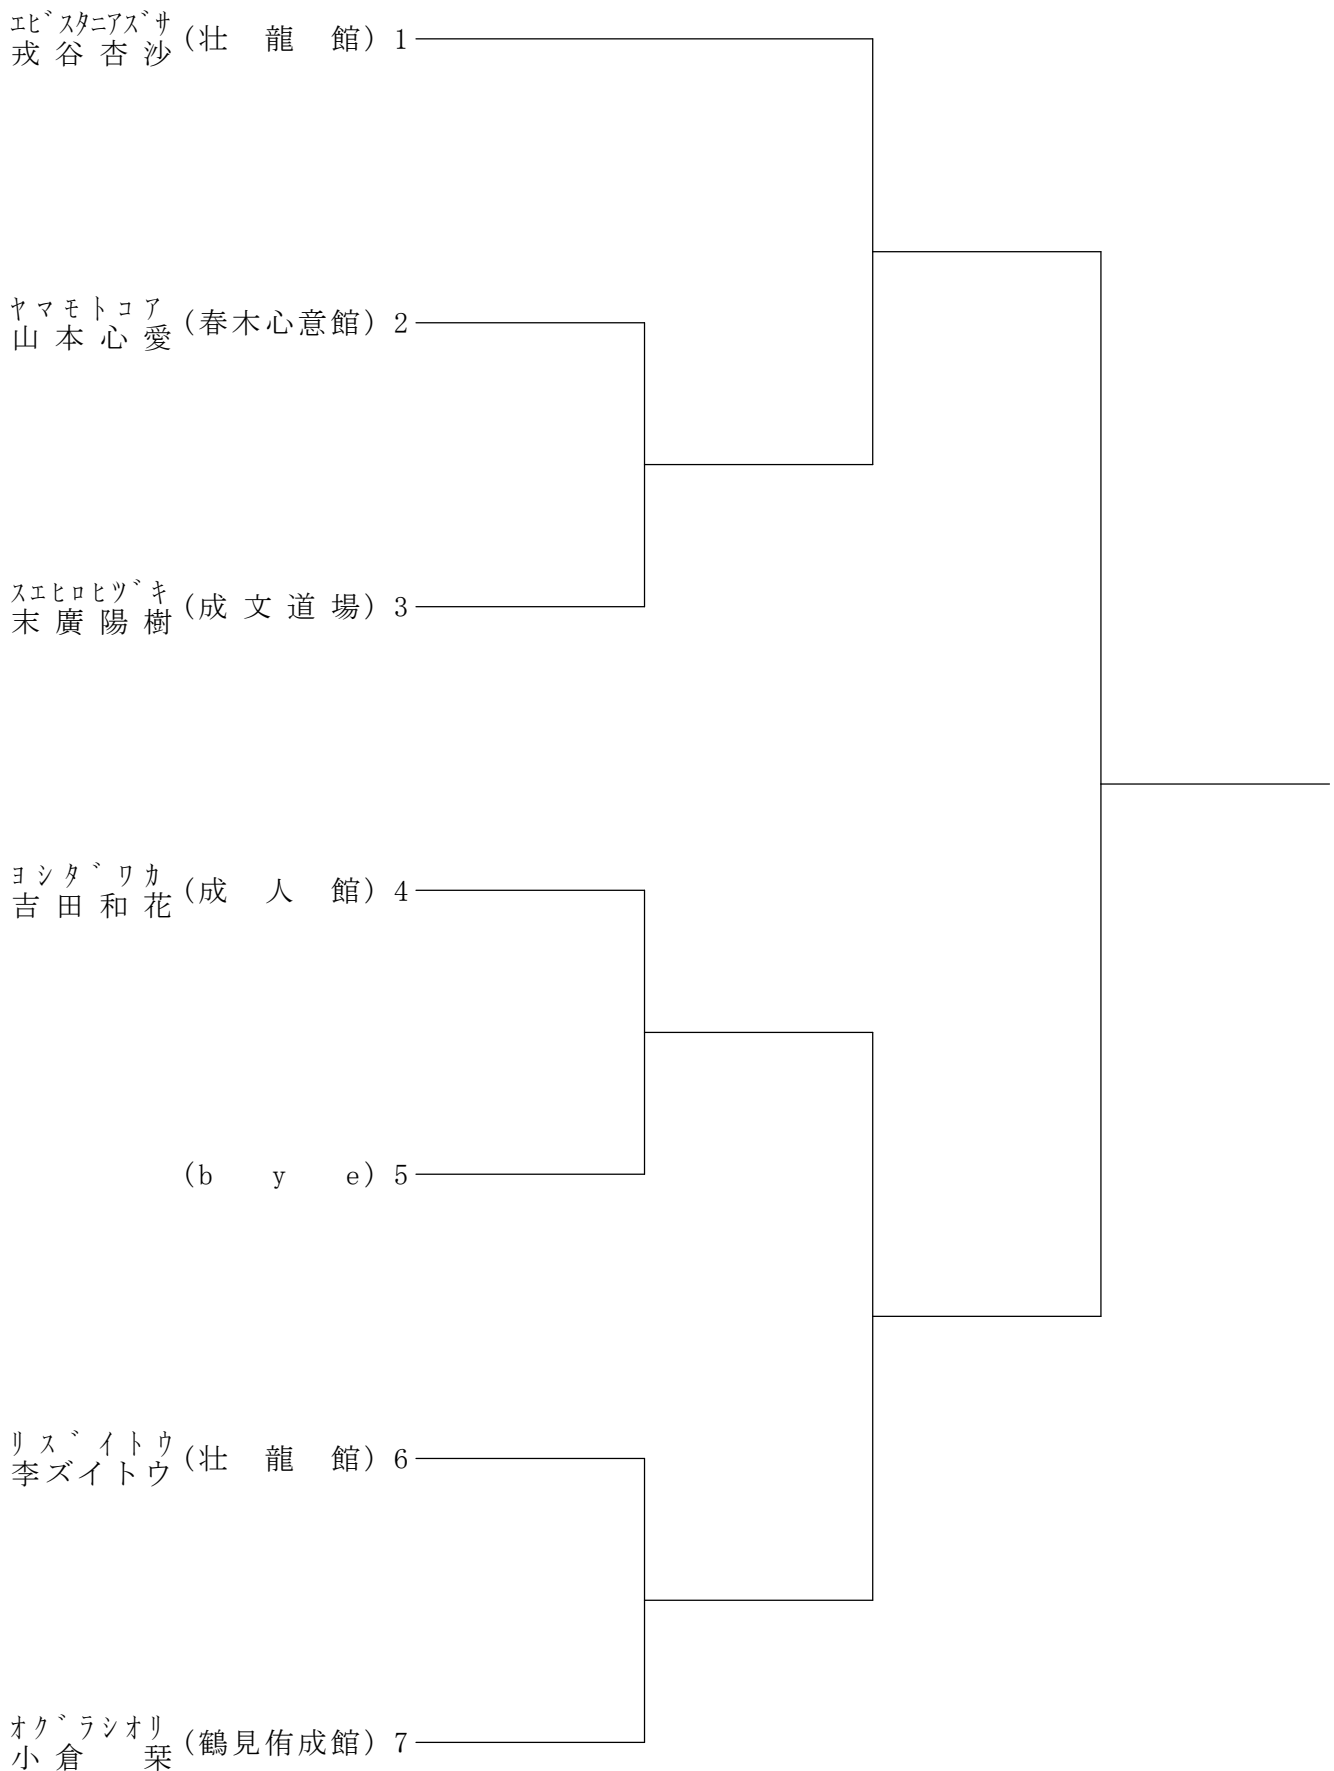 エビスタニアズサ
戎谷杏沙 (壮龍館) 1
ヤマモトコア
山本心愛 (春木心意館) 2
スエヒロヒヅキ
末廣陽樹 (成文道場) 3
ヨシダワカ
吉田和花 (成人館) 4
(bye) 5
リズイトウ
李ズイトウ (壮龍館) 6
オグラシオリ
小倉栞 (鶴見侑成館) 7